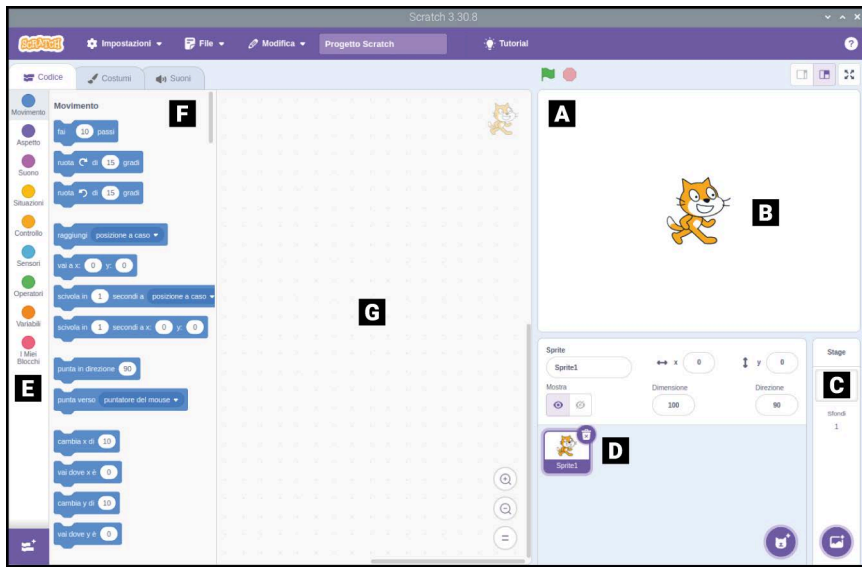 Scratch 3.30.8
SCRATCH Impostazioni File Modifica Progetto Scratch Tutorial ?
Codice Costumi Suoni
Movimento
Aspetto
Suono
Situazioni
Controllo
Sensori
Operatori
Variabili
I Miei
Blocchi
E
Movimento
F
fai 10 passi
ruota di 15 gradi
ruota di 15 gradi
raggiungi posizione a caso
vai a x: 0 y: 0
scivola in 1 secondi a posizione a caso
scivola in 1 secondi a x: 0 y: 0
punta in direzione 90
punta verso puntatore del mouse
cambia x di 10
vai dove x è 0
cambia y di 10
vai dove y è 0
G
A
B
Sprite
Sprite1 x 0 y 0
Mostra Dimensione Direzione
100 90
Sprite1
D
Stage
C
Sfondi
1